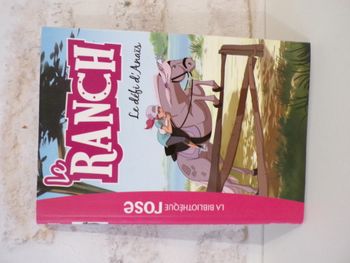 le
RANCH
Le défi d'Anaïs
LA BIBLIOTHÈQUE
rose